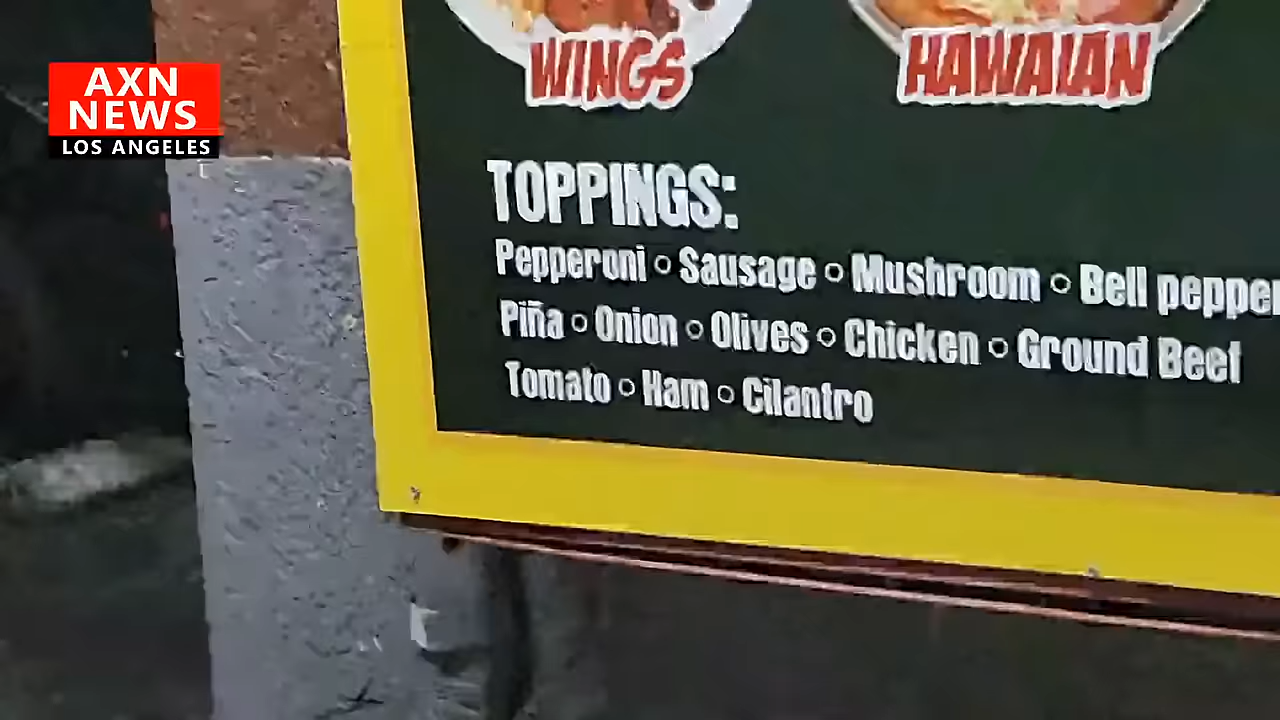 AXN
NEWS
LOS ANGELES
WINGS
HAWAIAN
TOPPINGS:
Pepperoni ○ Sausage ○ Mushroom ○ Bell pepper
Piña ○ Onion ○ Olives ○ Chicken ○ Ground Beef
Tomato ○ Ham ○ Cilantro